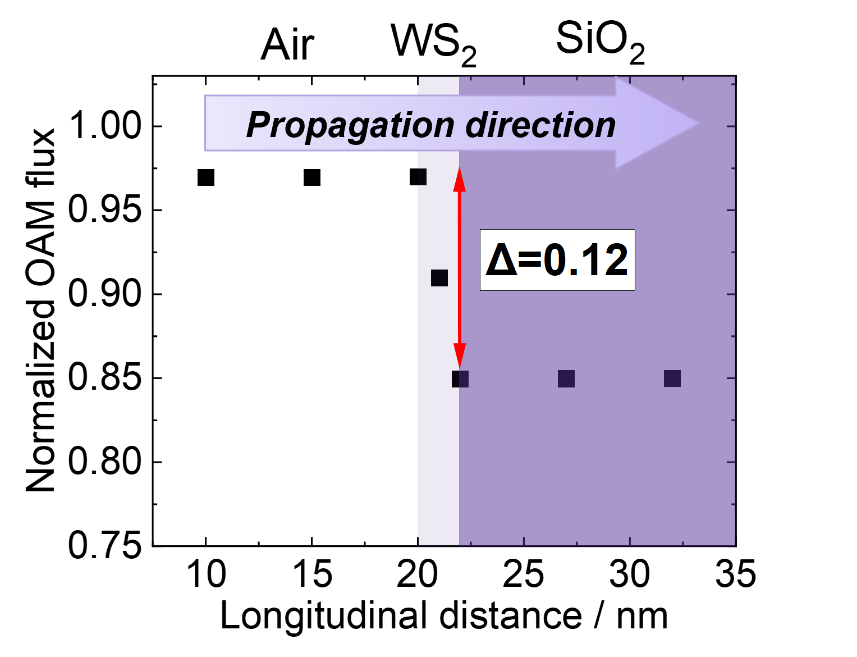 Air WS₂ SiO₂
Propagation direction
Δ=0.12
Normalized OAM flux
1.00
0.95
0.90
0.85
0.80
0.75
10 15 20 25 30 35
Longitudinal distance / nm